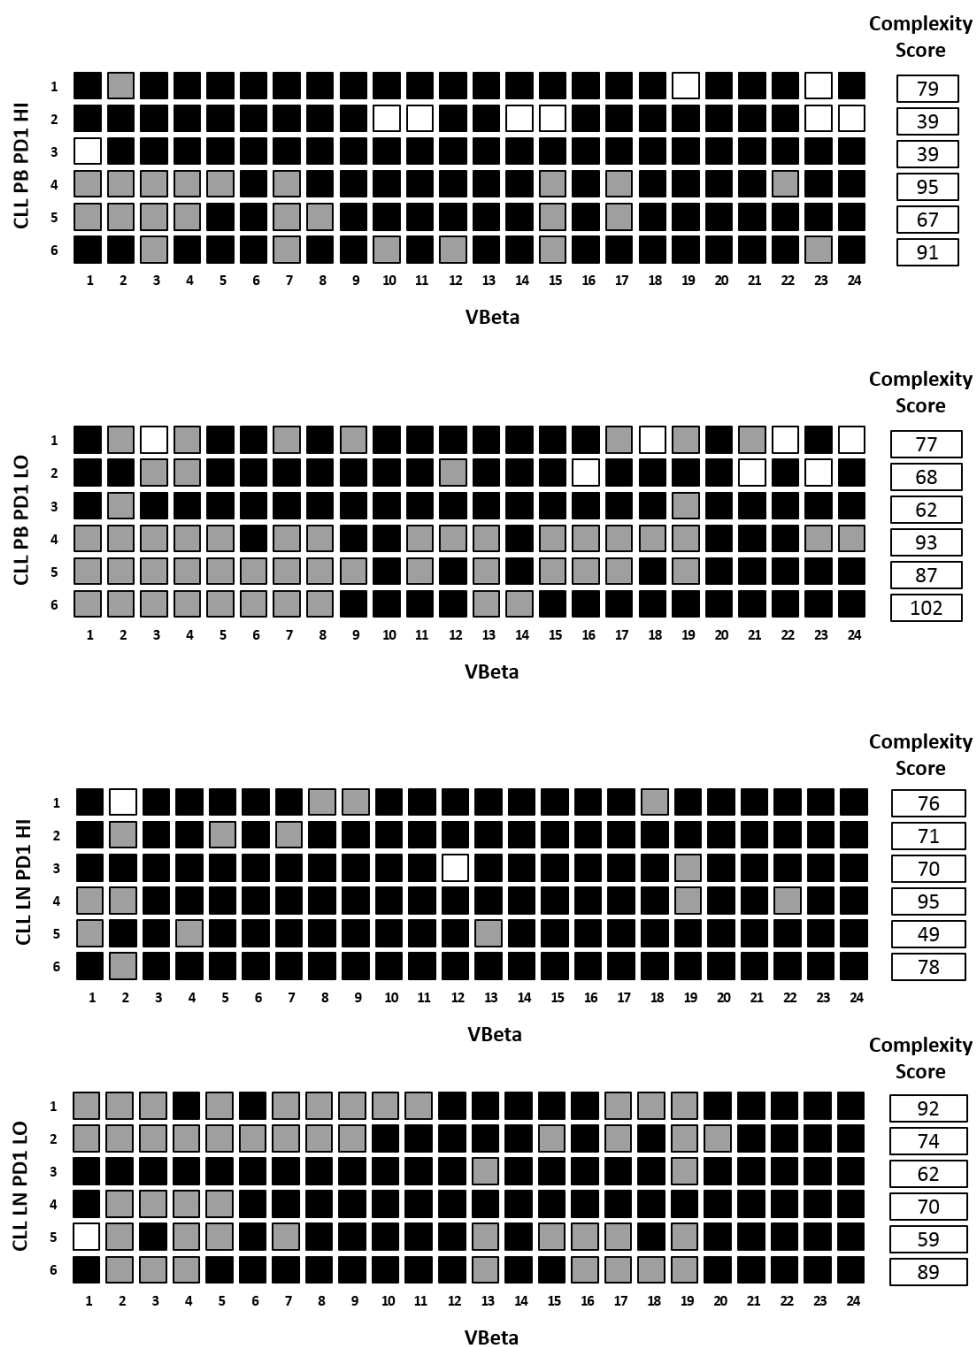 Complexity
Score
CLL PB PD1 HI
1 79
2 39
3 39
4 95
5 67
6 91
1 2 3 4 5 6 7 8 9 10 11 12 13 14 15 16 17 18 19 20 21 22 23 24
VBeta
Complexity
Score
CLL PB PD1 LO
1 77
2 68
3 62
4 93
5 87
6 102
1 2 3 4 5 6 7 8 9 10 11 12 13 14 15 16 17 18 19 20 21 22 23 24
VBeta
Complexity
Score
CLL LN PD1 HI
1 76
2 71
3 70
4 95
5 49
6 78
1 2 3 4 5 6 7 8 9 10 11 12 13 14 15 16 17 18 19 20 21 22 23 24
VBeta
Complexity
Score
CLL LN PD1 LO
1 92
2 74
3 62
4 70
5 59
6 89
1 2 3 4 5 6 7 8 9 10 11 12 13 14 15 16 17 18 19 20 21 22 23 24
VBeta